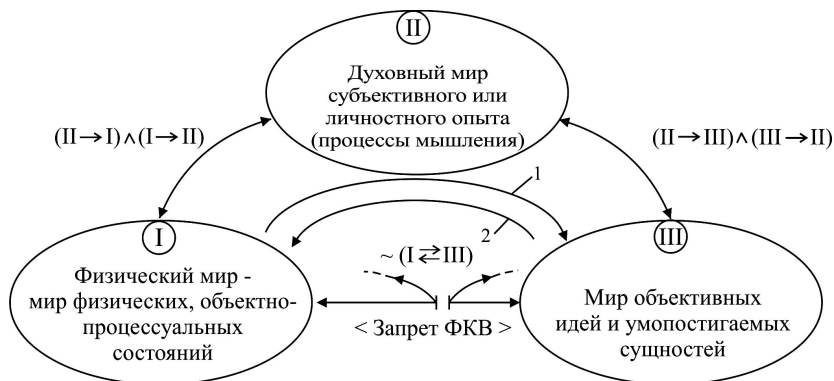 II
Духовный мир
субъективного или
личностного опыта
(процессы мышления)
(II → I) ∧ (I → II)
(II → III) ∧ (III → II)
1
2
I
Физический мир -
мир физических, объектно-
процессуальных
состояний
~ (I ⇄ III)
< Запрет ФКВ >
III
Мир объективных
идей и умопостигаемых
сущностей